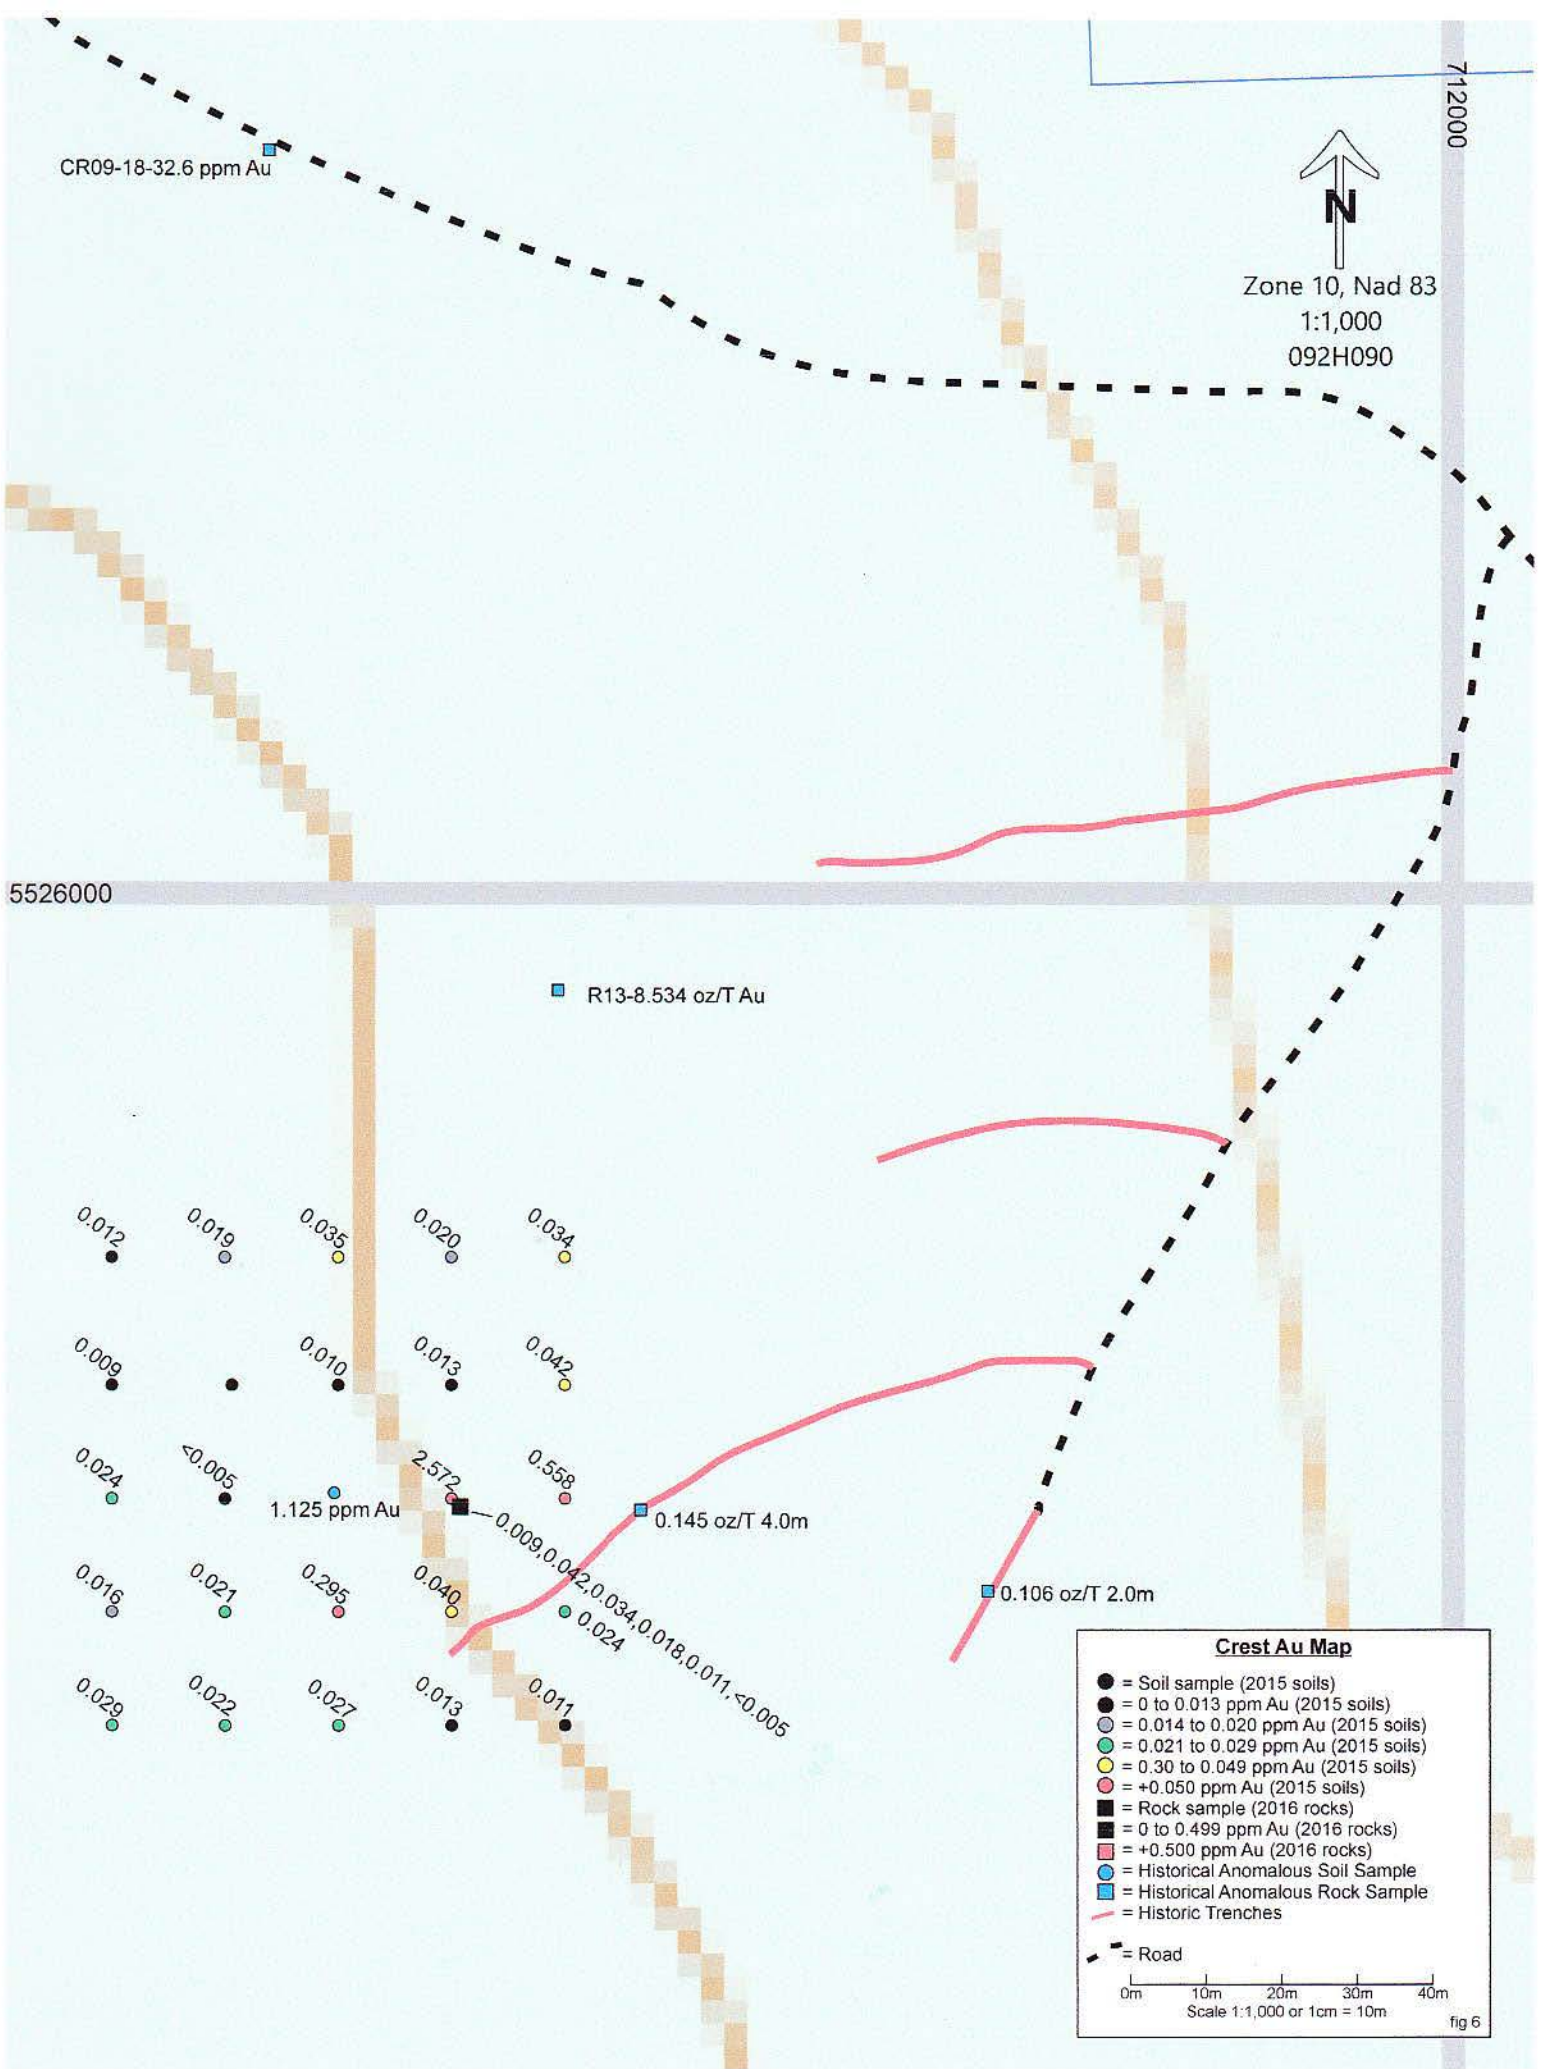 712000
CR09-18-32.6 ppm Au
N
Zone 10, Nad 83
1:1,000
092H090
5526000
R13-8.534 oz/T Au
0.012
0.019
0.035
0.020
0.034
0.009
0.010
0.013
0.042
0.024
<0.005
2.572
0.558
1.125 ppm Au
0.145 oz/T 4.0m
0.009,0.042,0.034,0.018,0.011,<0.005
0.016
0.021
0.295
0.040
0.024
0.106 oz/T 2.0m
0.029
0.022
0.027
0.013
0.011
Crest Au Map
= Soil sample (2015 soils)
= 0 to 0.013 ppm Au (2015 soils)
= 0.014 to 0.020 ppm Au (2015 soils)
= 0.021 to 0.029 ppm Au (2015 soils)
= 0.30 to 0.049 ppm Au (2015 soils)
= +0.050 ppm Au (2015 soils)
= Rock sample (2016 rocks)
= 0 to 0.499 ppm Au (2016 rocks)
= +0.500 ppm Au (2016 rocks)
= Historical Anomalous Soil Sample
= Historical Anomalous Rock Sample
= Historic Trenches
= Road
0m 10m 20m 30m 40m
Scale 1:1,000 or 1cm = 10m
fig 6